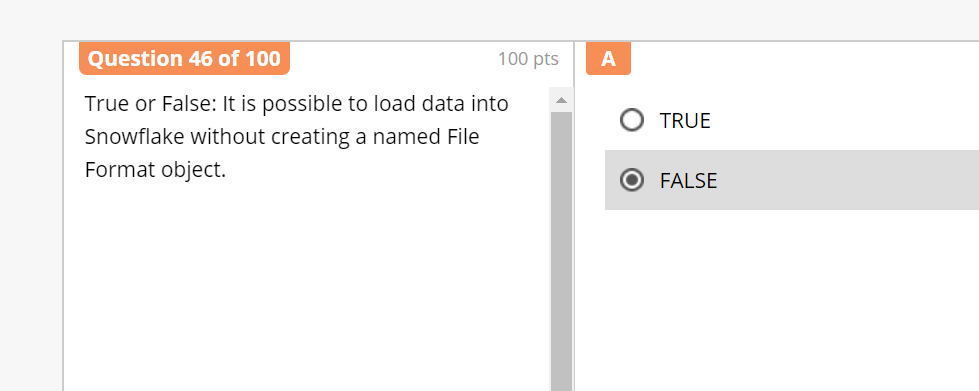 Question 46 of 100
100 pts
True or False: It is possible to load data into
Snowflake without creating a named File
Format object.
A
TRUE
FALSE